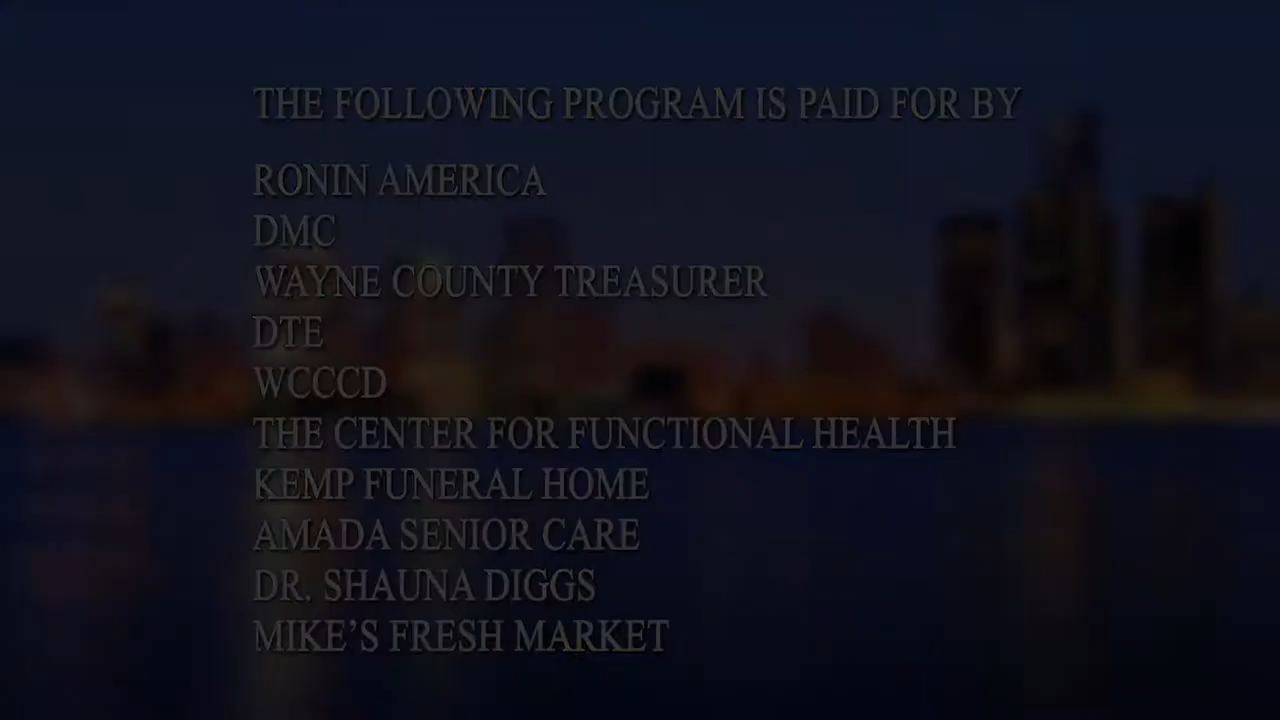 THE FOLLOWING PROGRAM IS PAID FOR BY
RONIN AMERICA
DMC
WAYNE COUNTY TREASURER
DTE
WCCCD
THE CENTER FOR FUNCTIONAL HEALTH
KEMP FUNERAL HOME
AMADA SENIOR CARE
DR. SHAUNA DIGGS
MIKE’S FRESH MARKET